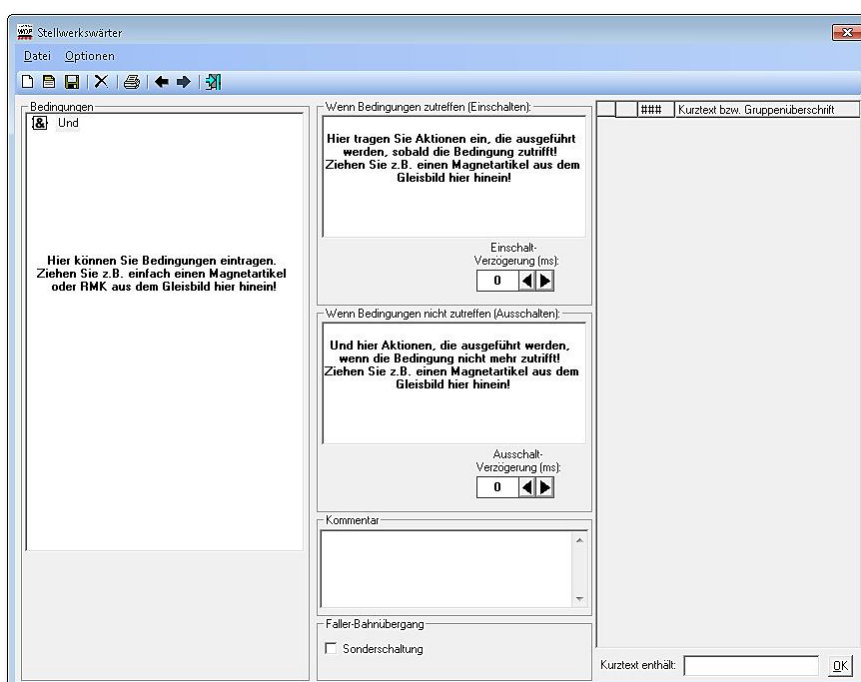 WDP Stellwerkswärter
Datei Optionen
Bedingungen
& Und
Hier können Sie Bedingungen eintragen.
Ziehen Sie z.B. einfach einen Magnetartikel
oder RMK aus dem Gleisbild hier hinein!
Wenn Bedingungen zutreffen (Einschalten):
Hier tragen Sie Aktionen ein, die ausgeführt
werden, sobald die Bedingung zutrifft!
Ziehen Sie z.B. einen Magnetartikel aus dem
Gleisbild hier hinein!
Einschalt-
Verzögerung (ms):
0
Wenn Bedingungen nicht zutreffen (Ausschalten):
Und hier Aktionen, die ausgeführt werden,
wenn die Bedingung nicht mehr zutrifft!
Ziehen Sie z.B. einen Magnetartikel aus dem
Gleisbild hier hinein!
Ausschalt-
Verzögerung (ms):
0
Kommentar
Faller-Bahnübergang
Sonderschaltung
### Kurztext bzw. Gruppenüberschrift
Kurztext enthält:
OK